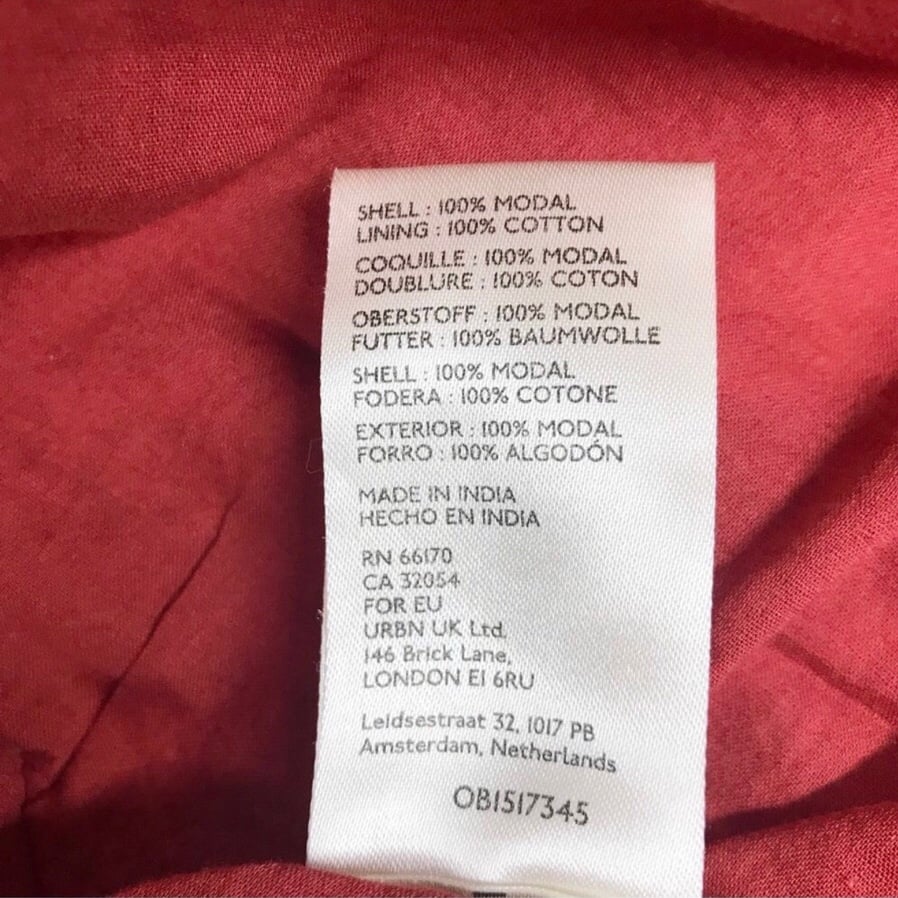 SHELL : 100% MODAL
LINING : 100% COTTON
COQUILLE : 100% MODAL
DOUBLURE : 100% COTON
OBERSTOFF : 100% MODAL
FUTTER : 100% BAUMWOLLE
SHELL : 100% MODAL
FODERA : 100% COTONE
EXTERIOR : 100% MODAL
FORRO : 100% ALGODÓN
MADE IN INDIA
HECHO EN INDIA
RN 66170
CA 32054
FOR EU
URBN UK Ltd.
146 Brick Lane,
LONDON E1 6RU
Leidsestraat 32, 1017 PB
Amsterdam, Netherlands
OB1517345